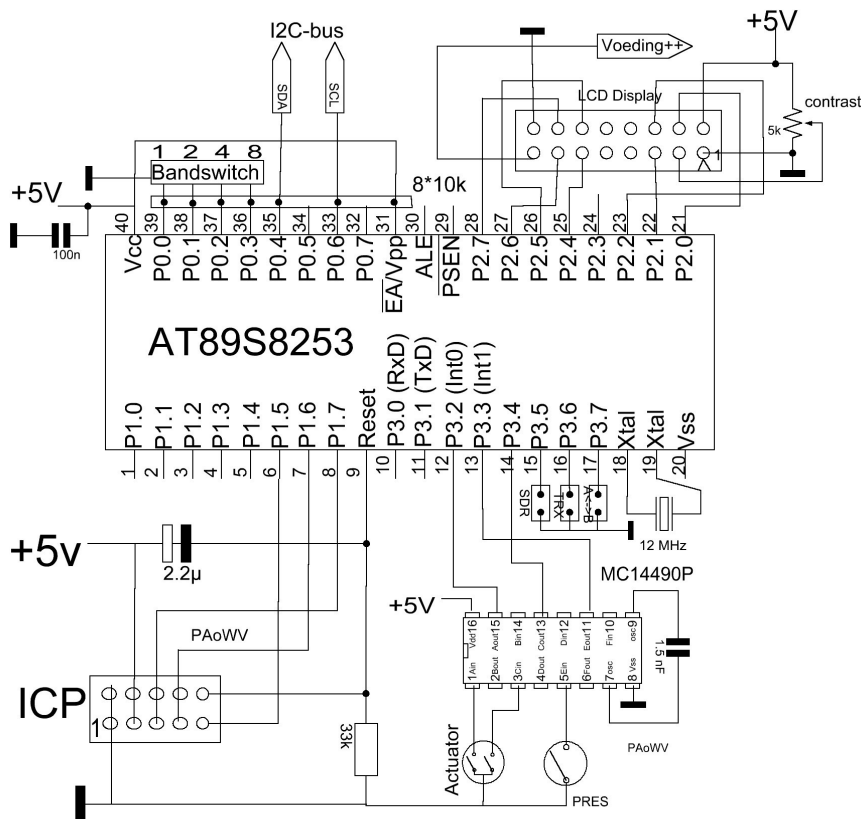 I2C-bus
SDA
SCL
Voeding++
+5V
LCD Display
contrast
5k
1
1 2 4 8
Bandswitch
+5V
8*10k
100n
40 39 38 37 36 35 34 33 32 31 30 29 28 27 26 25 24 23 22 21
Vcc P0.0 P0.1 P0.2 P0.3 P0.4 P0.5 P0.6 P0.7 EA/Vpp ALE PSEN P2.7 P2.6 P2.5 P2.4 P2.3 P2.2 P2.1 P2.0
AT89S8253
P1.0 P1.1 P1.2 P1.3 P1.4 P1.5 P1.6 P1.7 Reset P3.0 (RxD) P3.1 (TxD) P3.2 (Int0) P3.3 (Int1) P3.4 P3.5 P3.6 P3.7 Xtal Xtal Vss
1 2 3 4 5 6 7 8 9 10 11 12 13 14 15 16 17 18 19 20
SDR
TRX
A<->B
12 MHz
+5v
2.2µ
MC14490P
+5V
Vdd16 Aout15 Bin14 Cout13 Din12 Eout11 Fin10 osc9
1Ain 2Bout 3Cin 4Dout 5Ein 6Fout 7osc 8Vss
1.5 nF
PAoWV
ICP
1
33k
Actuator
PRES
PAoWV